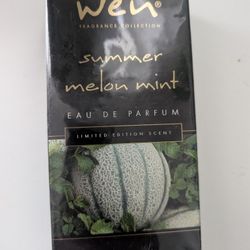 wen®
FRAGRANCE COLLECTION
summer
melon mint
EAU DE PARFUM
LIMITED EDITION SCENT